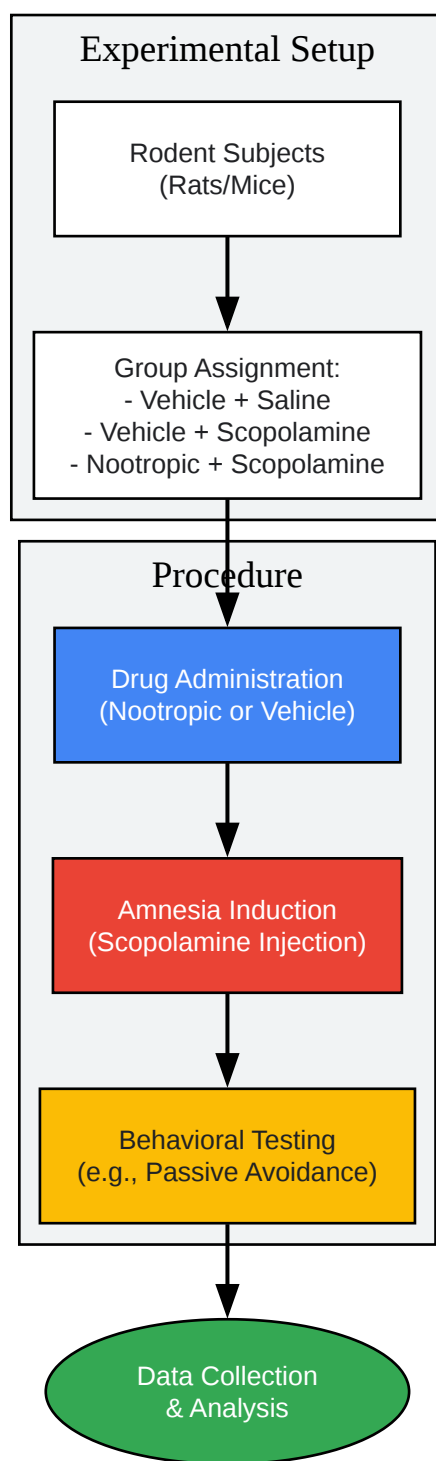 Experimental Setup
Rodent Subjects
(Rats/Mice)
Group Assignment:
- Vehicle + Saline
- Vehicle + Scopolamine
- Nootropic + Scopolamine
Procedure
Drug Administration
(Nootropic or Vehicle)
Amnesia Induction
(Scopolamine Injection)
Behavioral Testing
(e.g., Passive Avoidance)
Data Collection
& Analysis